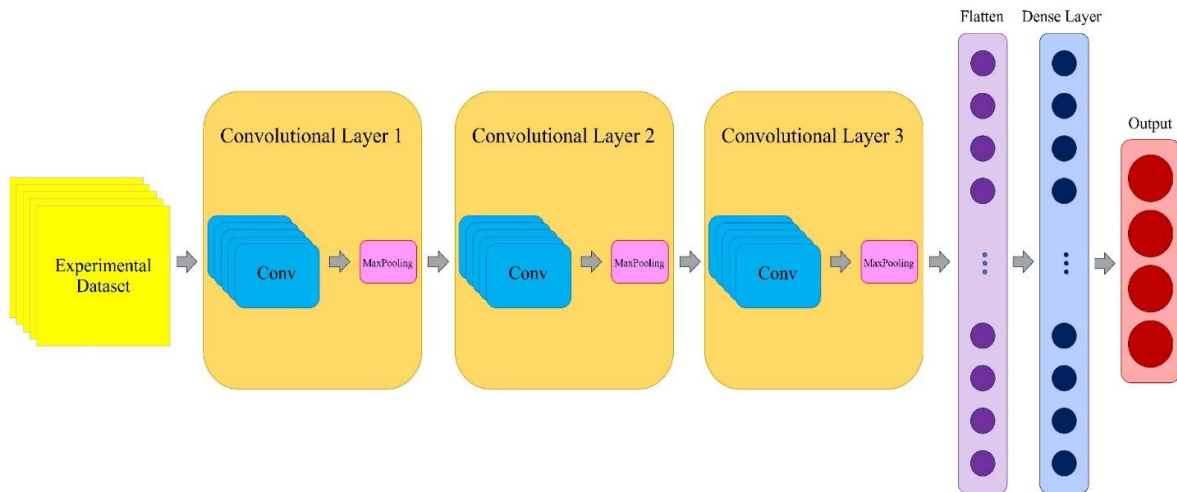 Flatten
Dense Layer
Output
Convolutional Layer 1
Convolutional Layer 2
Convolutional Layer 3
Experimental
Dataset
Conv
MaxPooling
Conv
MaxPooling
Conv
MaxPooling